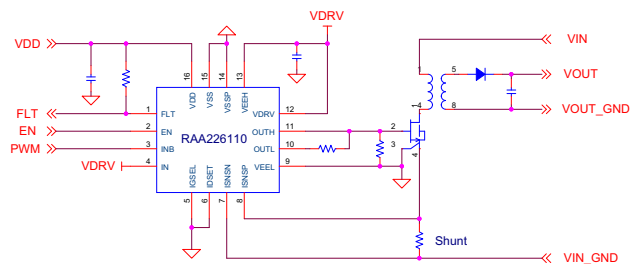 VDRV
VDD
VIN
16
15
14
13
VDD
VSS
VSSP
VEEH
1
5
VOUT
FLT
1
FLT
VDRV
12
4
8
VOUT_GND
EN
2
EN
OUTH
11
2
RAA226110
PWM
3
INB
OUTL
10
3
VDRV
4
IN
VEEL
9
4
IGSEL
IDSET
ISNSN
ISNSP
5
6
7
8
Shunt
VIN_GND